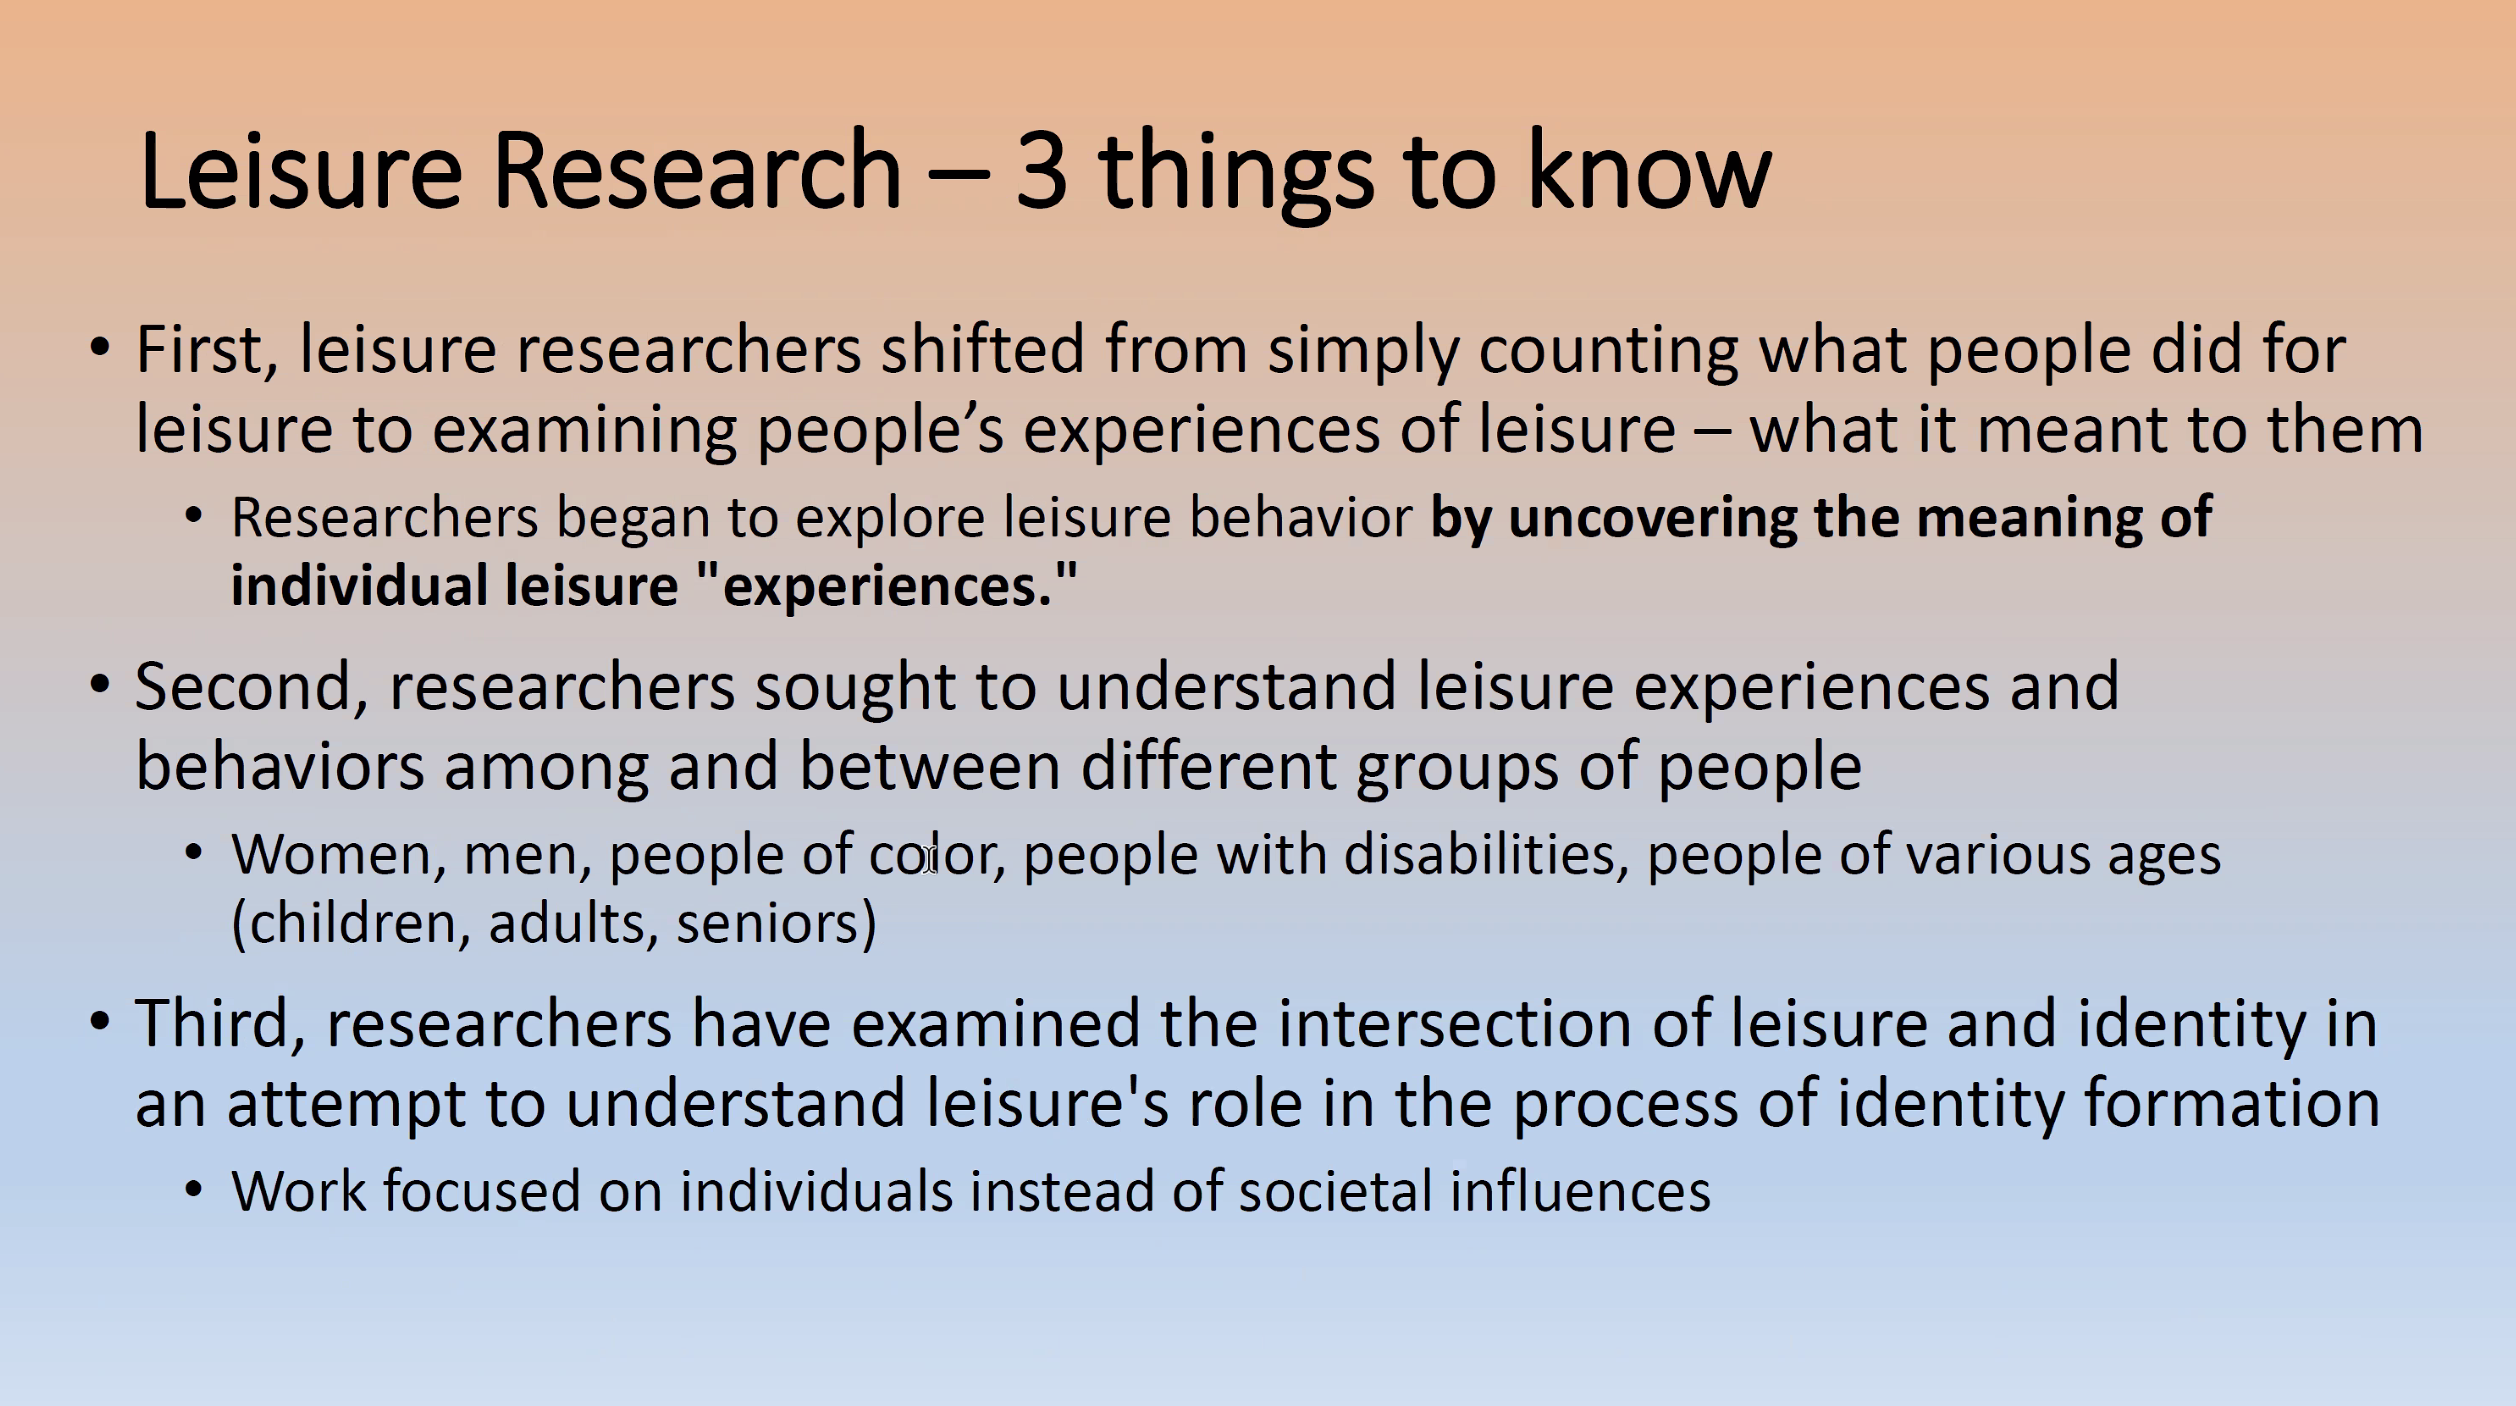 Leisure Research – 3 things to know
• First, leisure researchers shifted from simply counting what people did for
leisure to examining people’s experiences of leisure – what it meant to them
• Researchers began to explore leisure behavior by uncovering the meaning of
individual leisure "experiences."
• Second, researchers sought to understand leisure experiences and
behaviors among and between different groups of people
• Women, men, people of color, people with disabilities, people of various ages
(children, adults, seniors)
• Third, researchers have examined the intersection of leisure and identity in
an attempt to understand leisure's role in the process of identity formation
• Work focused on individuals instead of societal influences